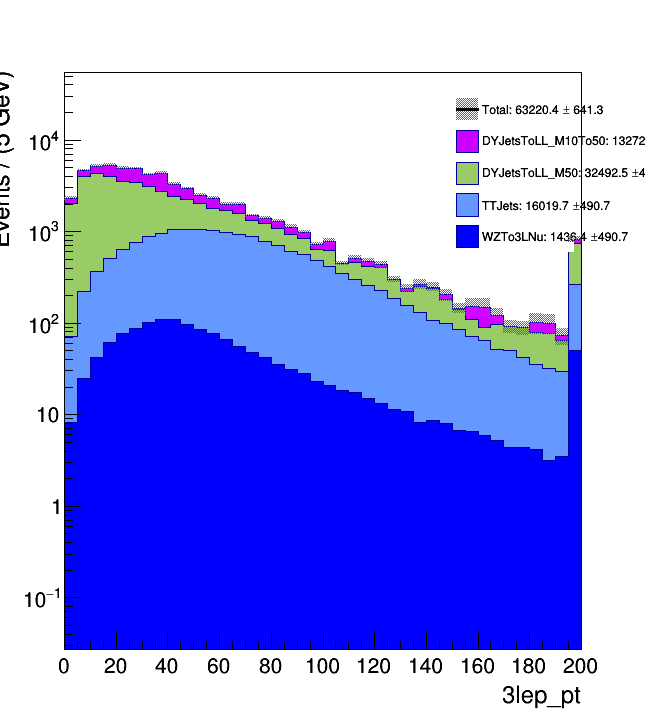 Events / (5 GeV)
Total: 63220.4 ± 641.3
DYJetsToLL_M10To50: 13272
DYJetsToLL_M50: 32492.5 ±4
TTJets: 16019.7 ±490.7
WZTo3LNu: 1436.4 ±490.7
10⁴
10³
10²
10
1
10⁻¹
0 20 40 60 80 100 120 140 160 180 200
3lep_pt